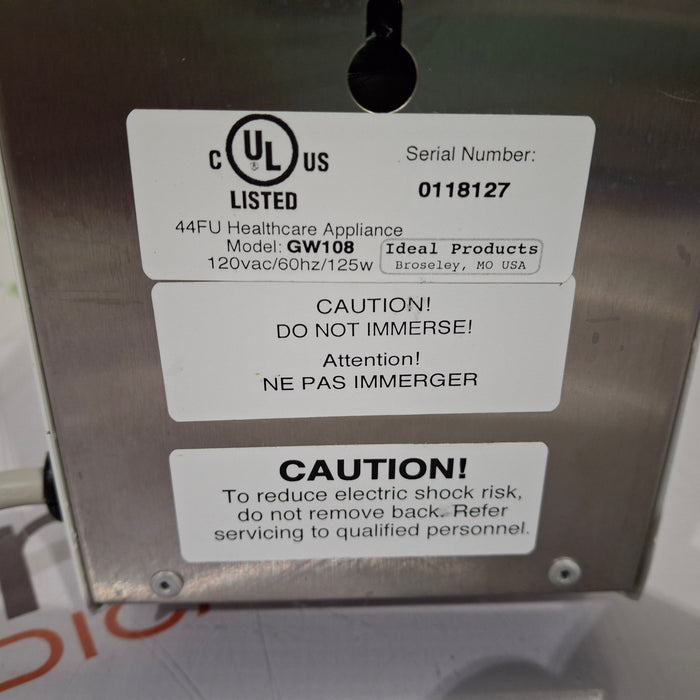 C UL US
LISTED
Serial Number:
0118127
44FU Healthcare Appliance
Model: GW108
120vac/60hz/125w
Ideal Products
Broseley, MO USA
CAUTION!
DO NOT IMMERSE!
Attention!
NE PAS IMMERGER
CAUTION!
To reduce electric shock risk,
do not remove back. Refer
servicing to qualified personnel.